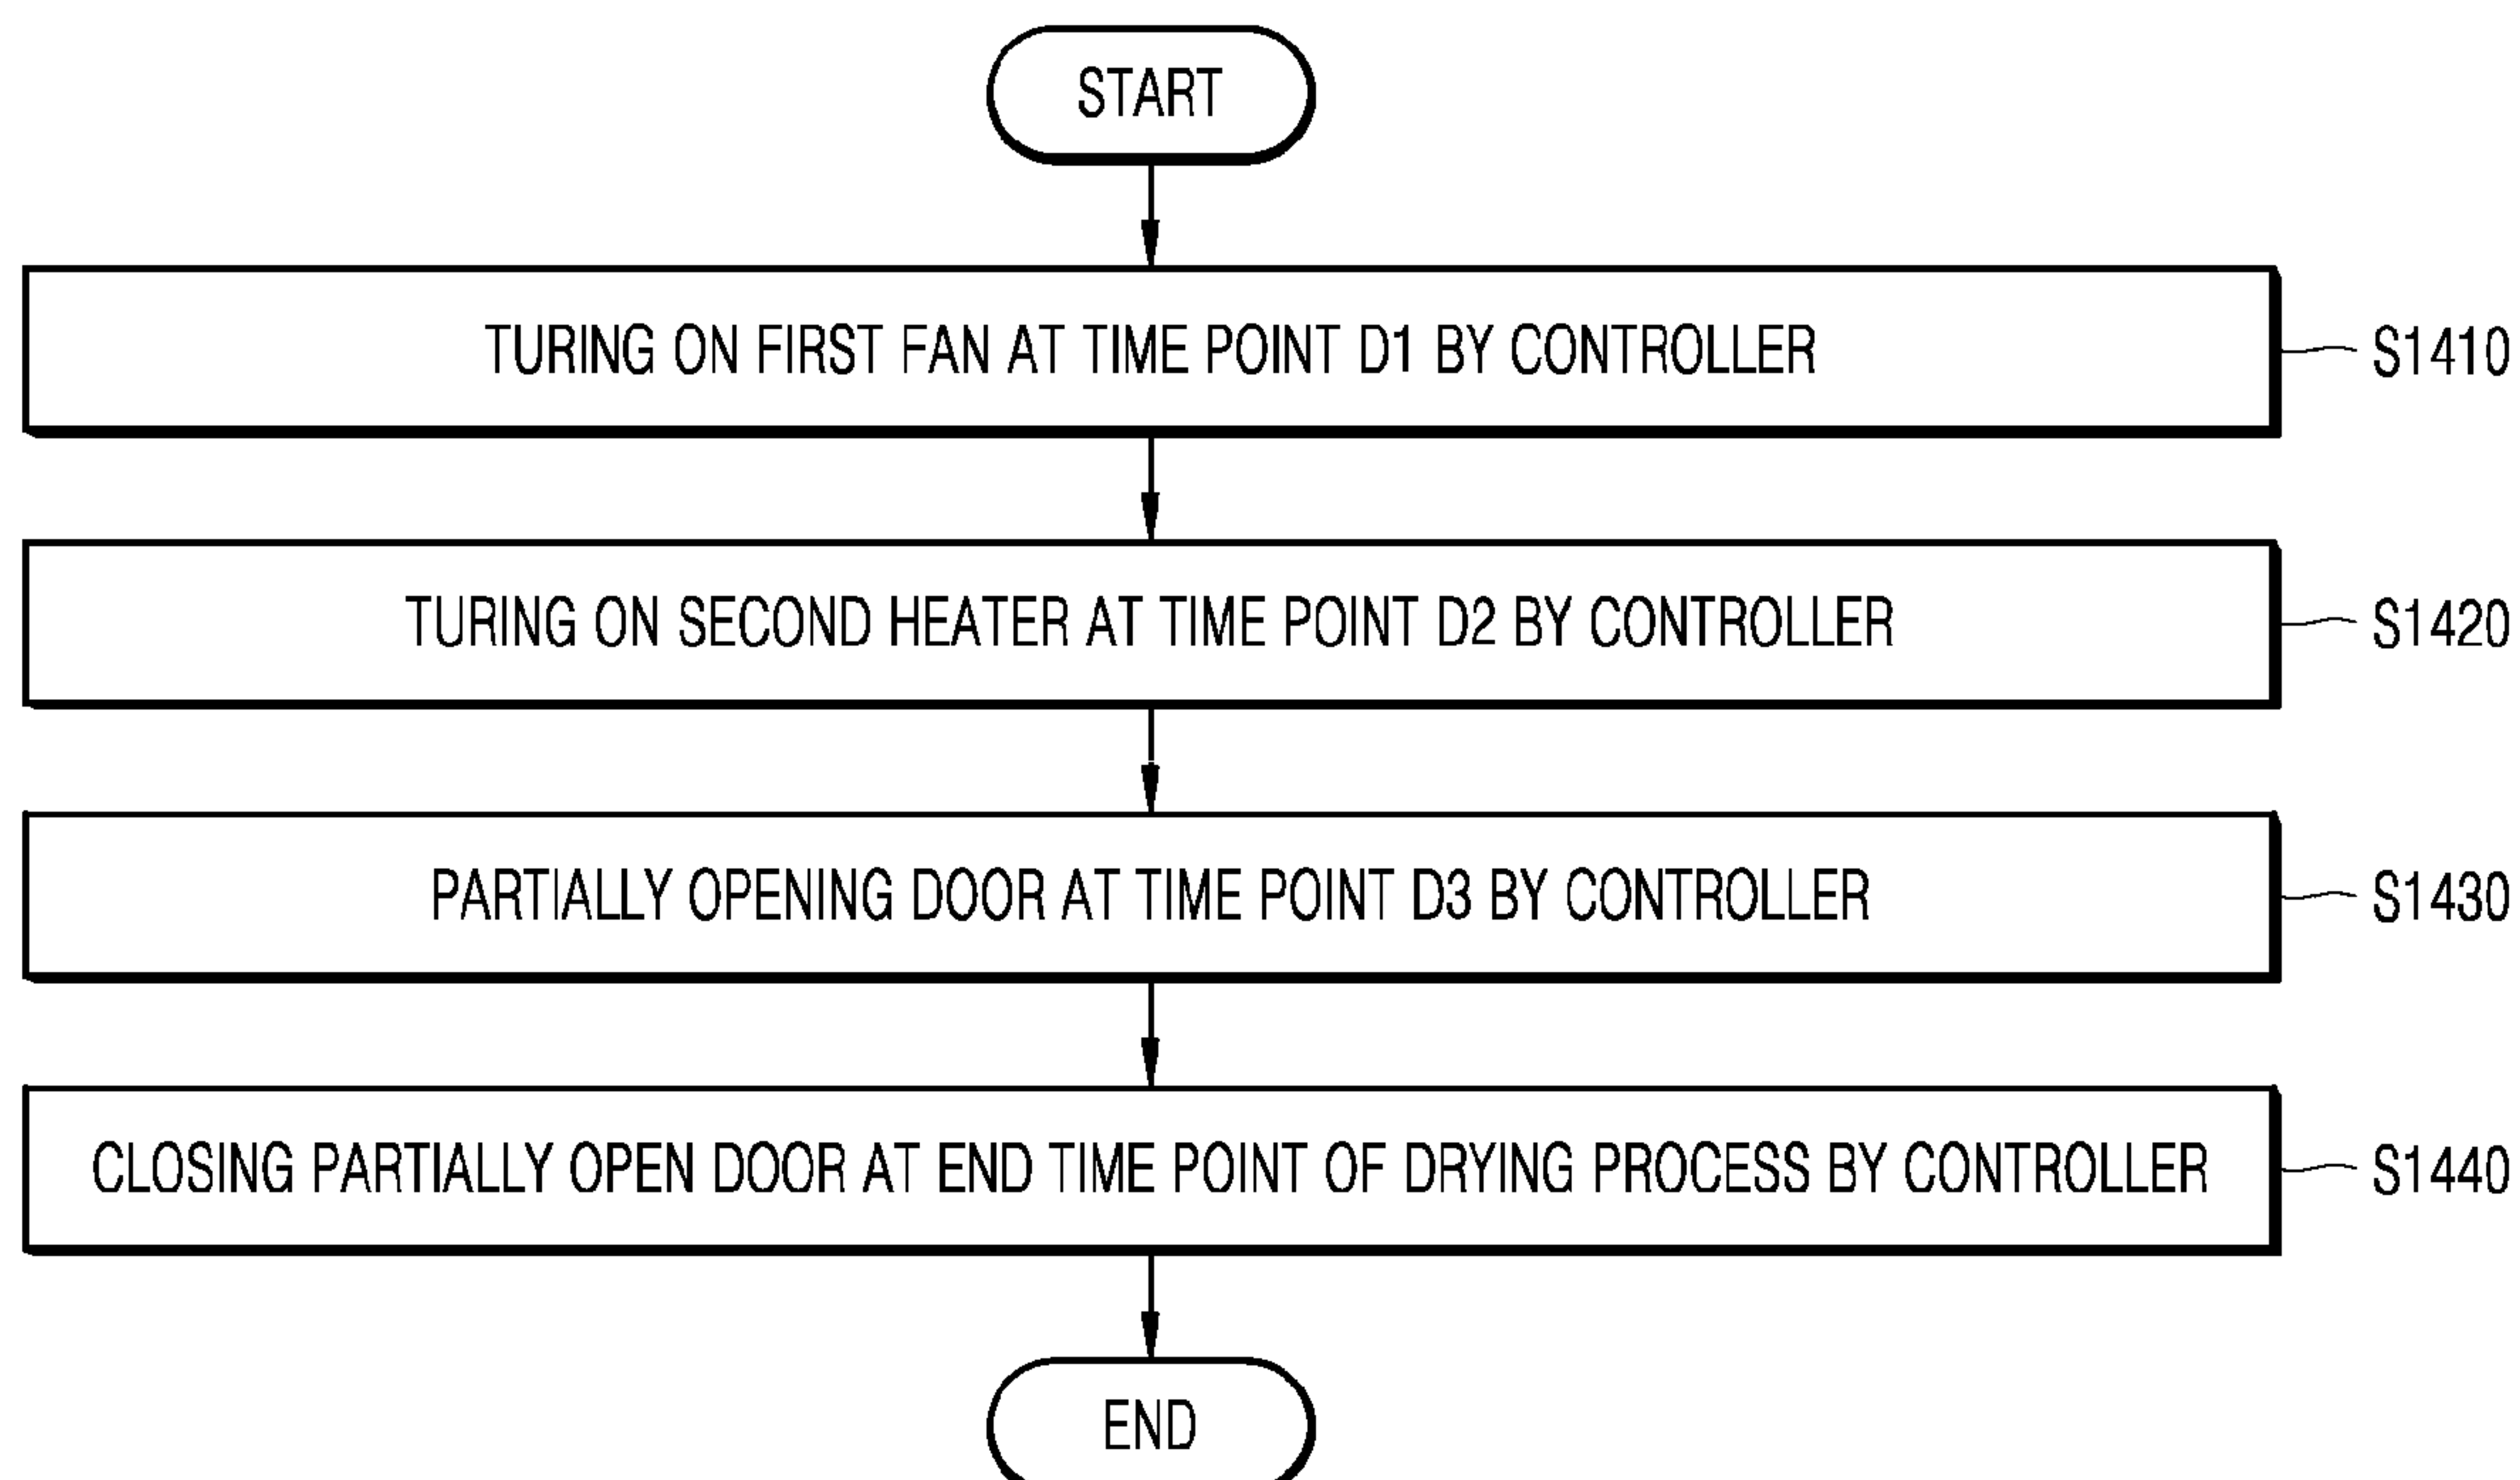 START
TURING ON FIRST FAN AT TIME POINT D1 BY CONTROLLER
S1410
TURING ON SECOND HEATER AT TIME POINT D2 BY CONTROLLER
S1420
PARTIALLY OPENING DOOR AT TIME POINT D3 BY CONTROLLER
S1430
CLOSING PARTIALLY OPEN DOOR AT END TIME POINT OF DRYING PROCESS BY CONTROLLER
S1440
END